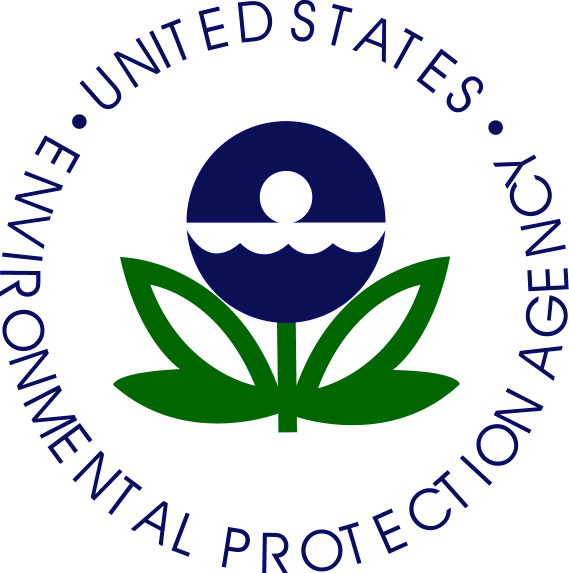 UNITED STATES
ENVIRONMENTAL PROTECTION AGENCY